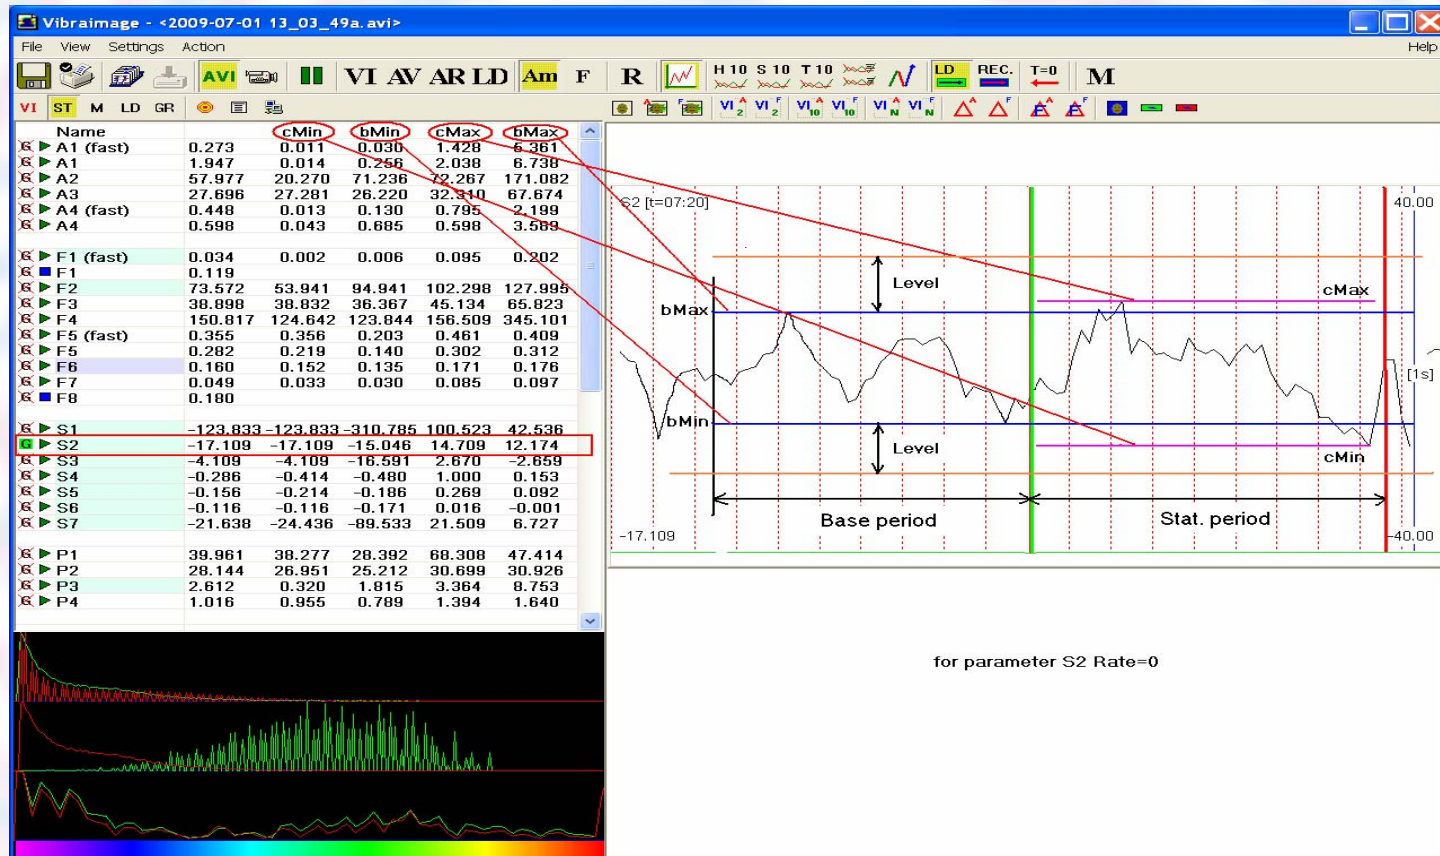 Vibraimage - <2009-07-01 13_03_49a.avi>
File View Settings Action Help
AVI VI AV AR LD Am F R H 10 S 10 T 10 LD REC. T=0 M
VI ST M LD GR VI A 2 VI F 2 VI A 10 VI F 10 VI A N VI F N A F A F
Name cMin bMin cMax bMax
A1 (fast) 0.273 0.011 0.030 1.428 5.361
A1 1.947 0.014 0.256 2.038 6.738
A2 57.977 20.270 71.236 72.267 171.082
A3 27.696 27.281 26.220 32.310 67.674
A4 (fast) 0.448 0.013 0.130 0.795 2.199
A4 0.598 0.043 0.685 0.598 3.589
F1 (fast) 0.034 0.002 0.006 0.095 0.202
F1 0.119
F2 73.572 53.941 94.941 102.298 127.995
F3 38.898 38.832 36.367 45.134 65.823
F4 150.817 124.642 123.844 156.509 345.101
F5 (fast) 0.355 0.356 0.203 0.461 0.409
F5 0.282 0.219 0.140 0.302 0.312
F6 0.160 0.152 0.135 0.171 0.176
F7 0.049 0.033 0.030 0.085 0.097
F8 0.180
S1 -123.833 -123.833 -310.785 100.523 42.536
G S2 -17.109 -17.109 -15.046 14.709 12.174
S3 -4.109 -4.109 -16.591 2.670 -2.659
S4 -0.286 -0.414 -0.480 1.000 0.153
S5 -0.156 -0.214 -0.186 0.269 0.092
S6 -0.116 -0.116 -0.171 0.016 -0.001
S7 -21.638 -24.436 -89.533 21.509 6.727
P1 39.961 38.277 28.392 68.308 47.414
P2 28.144 26.951 25.212 30.699 30.926
P3 2.612 0.320 1.815 3.364 8.753
P4 1.016 0.955 0.789 1.394 1.640
S2 [t=07:20] 40.00
Level
cMax
bMax
[1s]
bMin
Level
cMin
Base period Stat. period
-17.109 -40.00
for parameter S2 Rate=0